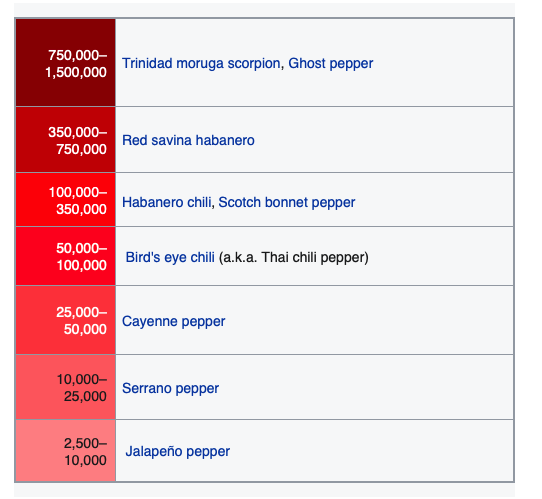 750,000–
1,500,000
Trinidad moruga scorpion, Ghost pepper
350,000–
750,000
Red savina habanero
100,000–
350,000
Habanero chili, Scotch bonnet pepper
50,000–
100,000
Bird's eye chili (a.k.a. Thai chili pepper)
25,000–
50,000
Cayenne pepper
10,000–
25,000
Serrano pepper
2,500–
10,000
Jalapeño pepper